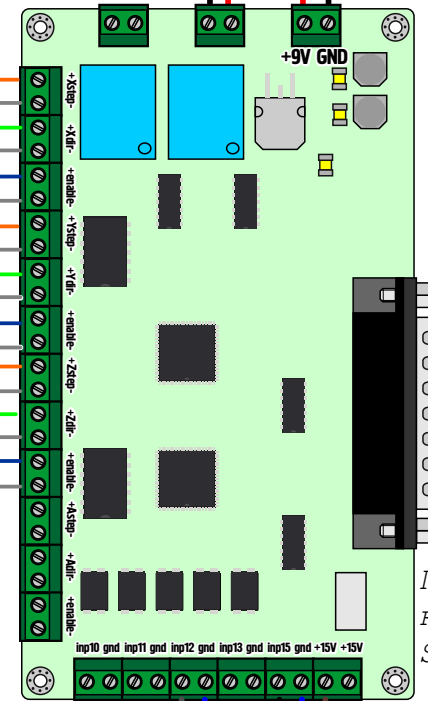 +9V GND
+Xstep-
+Xdir-
+enable-
+Ystep-
+Ydir-
+enable-
+Zstep-
+Zdir-
+enable-
+Astep-
+Adir-
+enable-
inp10 gnd inp11 gnd inp12 gnd inp13 gnd inp15 gnd +15V +15V